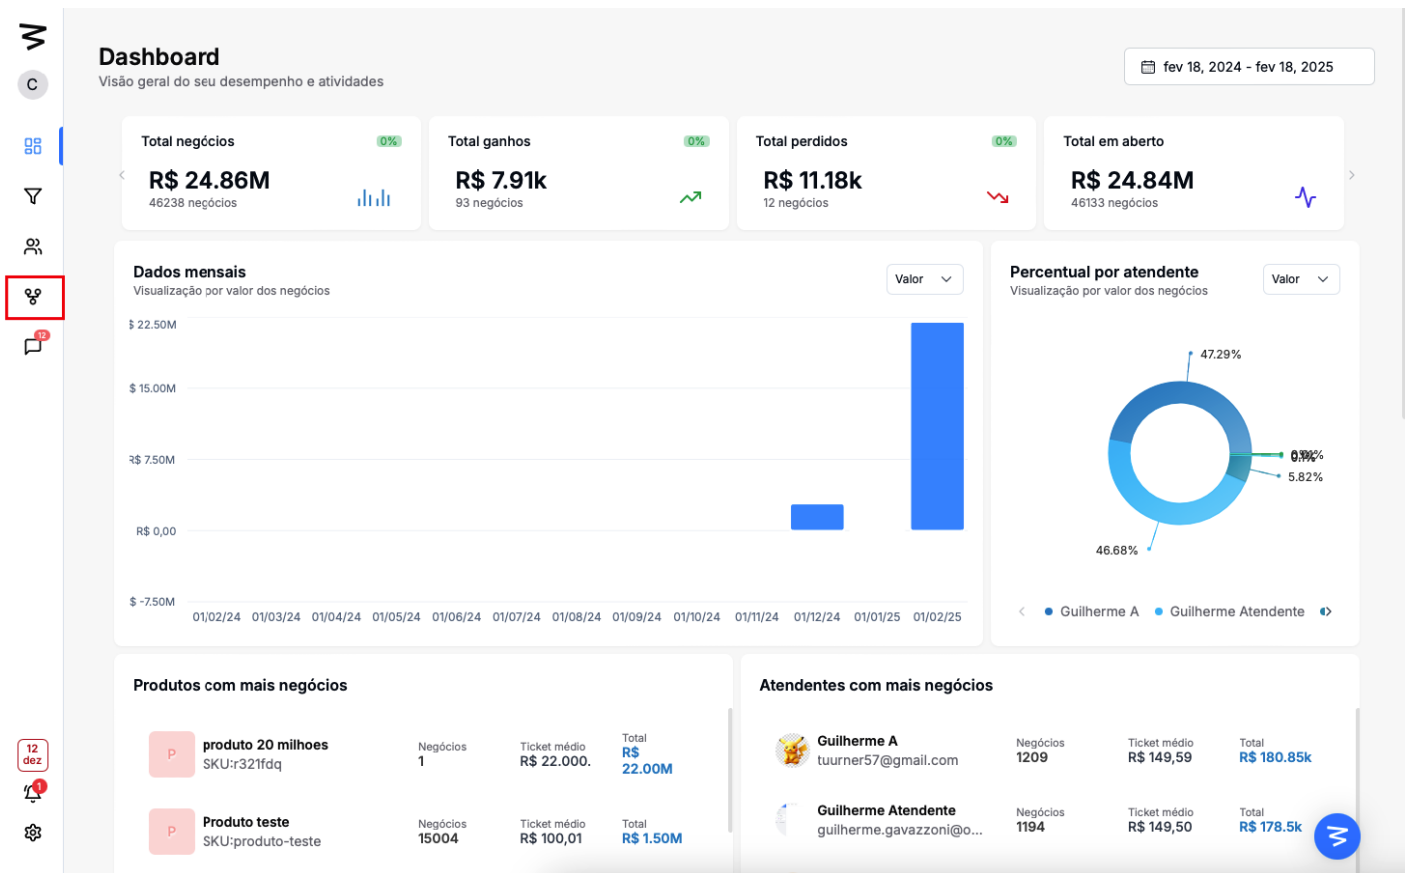 Dashboard
Visão geral do seu desempenho e atividades
fev 18, 2024 - fev 18, 2025
C
Total negócios
0%
R$ 24.86M
46238 negócios
Total ganhos
0%
R$ 7.91k
93 negócios
Total perdidos
0%
R$ 11.18k
12 negócios
Total em aberto
R$ 24.84M
46133 negócios
12
Dados mensais
Visualização por valor dos negócios
Valor
$ 22.50M
$ 15.00M
R$ 7.50M
R$ 0,00
$ -7.50M
01/02/24 01/03/24 01/04/24 01/05/24 01/06/24 01/07/24 01/08/24 01/09/24 01/10/24 01/11/24 01/12/24 01/01/25 01/02/25
Percentual por atendente
Visualização por valor dos negócios
Valor
47.29%
5.82%
46.68%
Guilherme A
Guilherme Atendente
Produtos com mais negócios
P
produto 20 milhoes
SKU:r321fdq
Negócios
1
Ticket médio
R$ 22.000.
Total
R$
22.00M
P
Produto teste
SKU:produto-teste
Negócios
15004
Ticket médio
R$ 100,01
Total
R$ 1.50M
Atendentes com mais negócios
Guilherme A
tuurner57@gmail.com
Negócios
1209
Ticket médio
R$ 149,59
Total
R$ 180.85k
Guilherme Atendente
guilherme.gavazzoni@o...
Negócios
1194
Ticket médio
R$ 149,50
Total
R$ 178.5k
12
dez
1